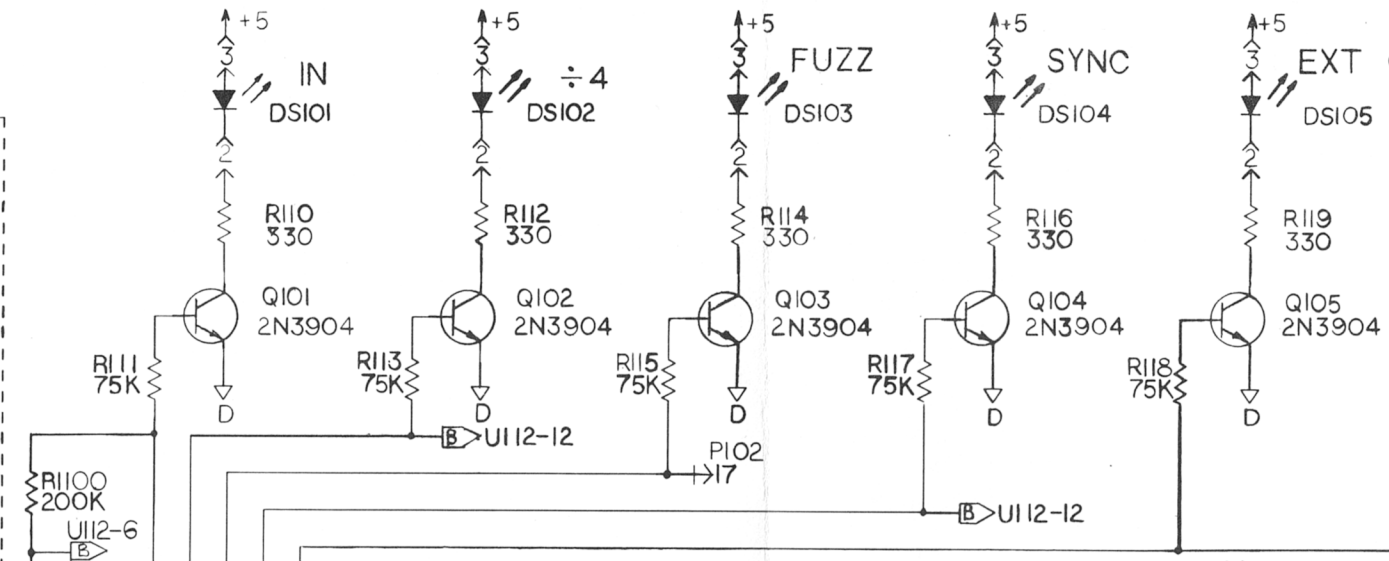 +5 +5 +5 +5 +5
3 3 3 3 3
IN ÷4 FUZZ SYNC EXT
DS101 DS102 DS103 DS104 DS105
2 2 2 2 2
R110 R112 R114 R116 R119
330 330 330 330 330
Q101 Q102 Q103 Q104 Q105
2N3904 2N3904 2N3904 2N3904 2N3904
R111 R113 R115 R117 R118
75K 75K 75K 75K 75K
D D D D D
B U112-12
P102
17
R1100
200K
B U112-12
U112-6
B